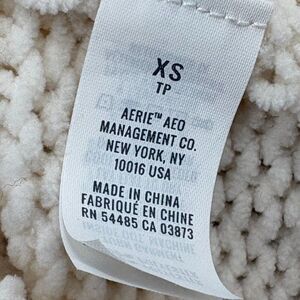 XS
TP
AERIE™ AEO
MANAGEMENT CO.
NEW YORK, NY
10016 USA
MADE IN CHINA
FABRIQUÉ EN CHINE
RN 54485 CA 03873